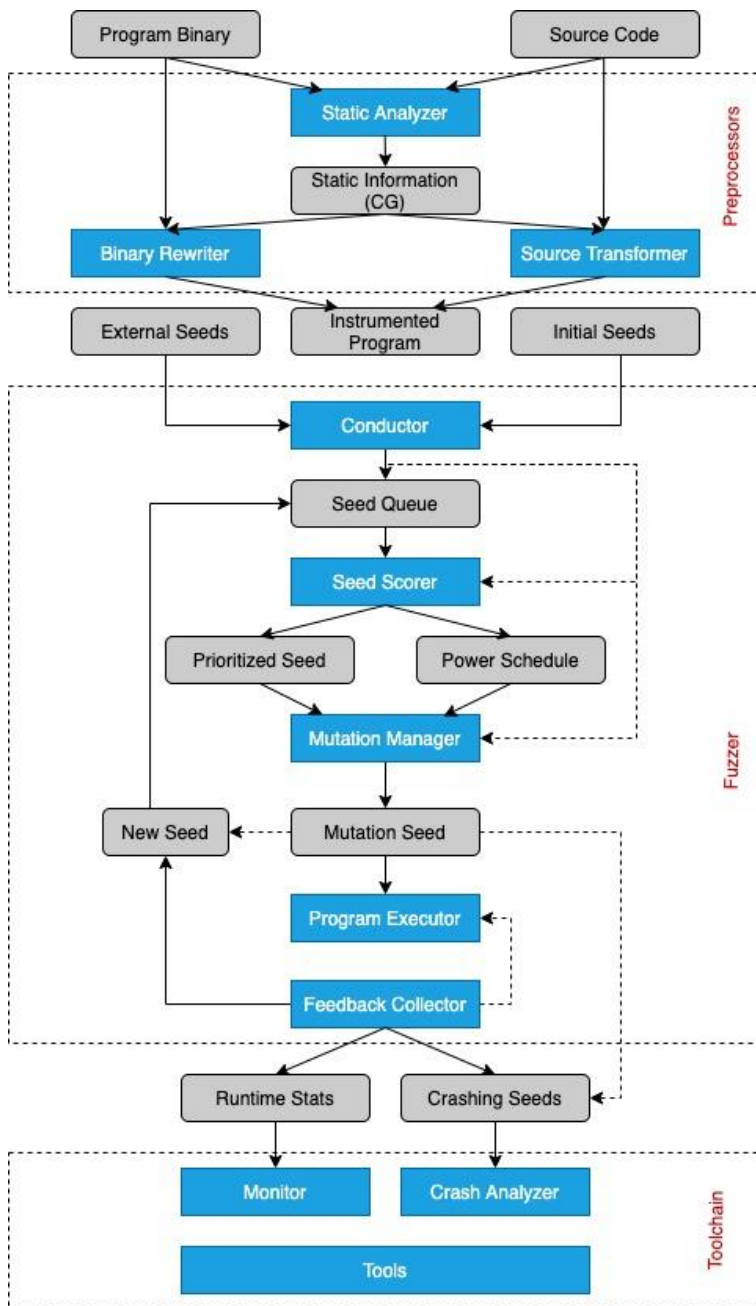 Program Binary
Source Code
Static Analyzer
Preprocessors
Static Information
(CG)
Binary Rewriter
Source Transformer
External Seeds
Instrumented
Program
Initial Seeds
Conductor
Seed Queue
Seed Scorer
Prioritized Seed
Power Schedule
Mutation Manager
Fuzzer
New Seed
Mutation Seed
Program Executor
Feedback Collector
Runtime Stats
Crashing Seeds
Monitor
Crash Analyzer
Toolchain
Tools